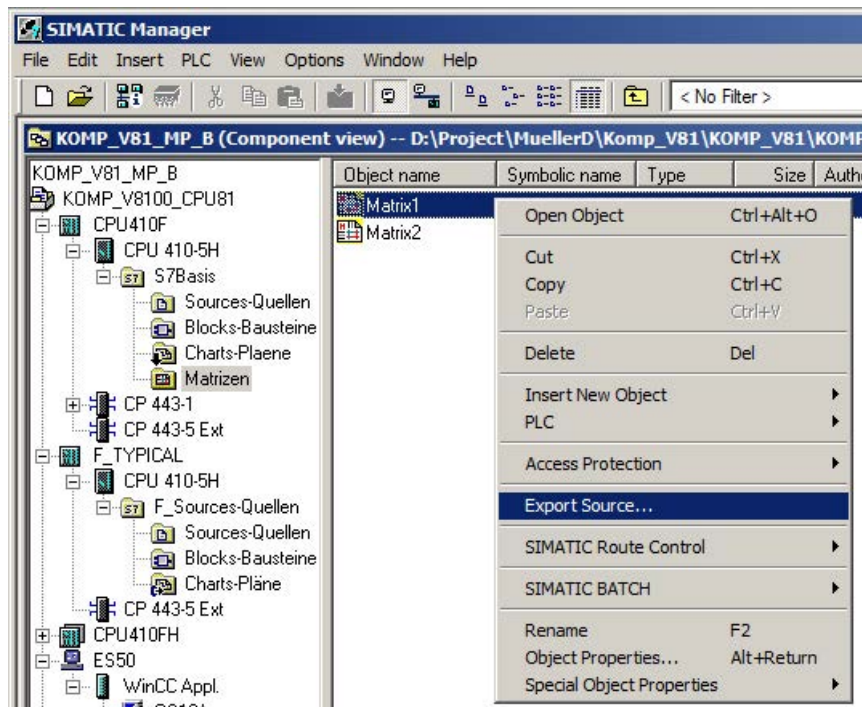 SIMATIC Manager
File Edit Insert PLC View Options Window Help
< No Filter >
KOMP_V81_MP_B (Component view) -- D:\Project\MuellerD\Komp_V81\KOMP_V81\KOMP
KOMP_V81_MP_B
KOMP_V8100_CPU81
CPU410F
CPU 410-5H
S7Basis
Sources-Quellen
Blocks-Bausteine
Charts-Plaene
Matrizen
CP 443-1
CP 443-5 Ext
F_TYPICAL
CPU 410-5H
F_Sources-Quellen
Sources-Quellen
Blocks-Bausteine
Charts-Pläne
CP 443-5 Ext
CPU410FH
ES50
WinCC Appl.
Object name Symbolic name Type Size Autho
Matrix1
Matrix2
Open Object Ctrl+Alt+O
Cut Ctrl+X
Copy Ctrl+C
Paste Ctrl+V
Delete Del
Insert New Object
PLC
Access Protection
Export Source...
SIMATIC Route Control
SIMATIC BATCH
Rename F2
Object Properties... Alt+Return
Special Object Properties